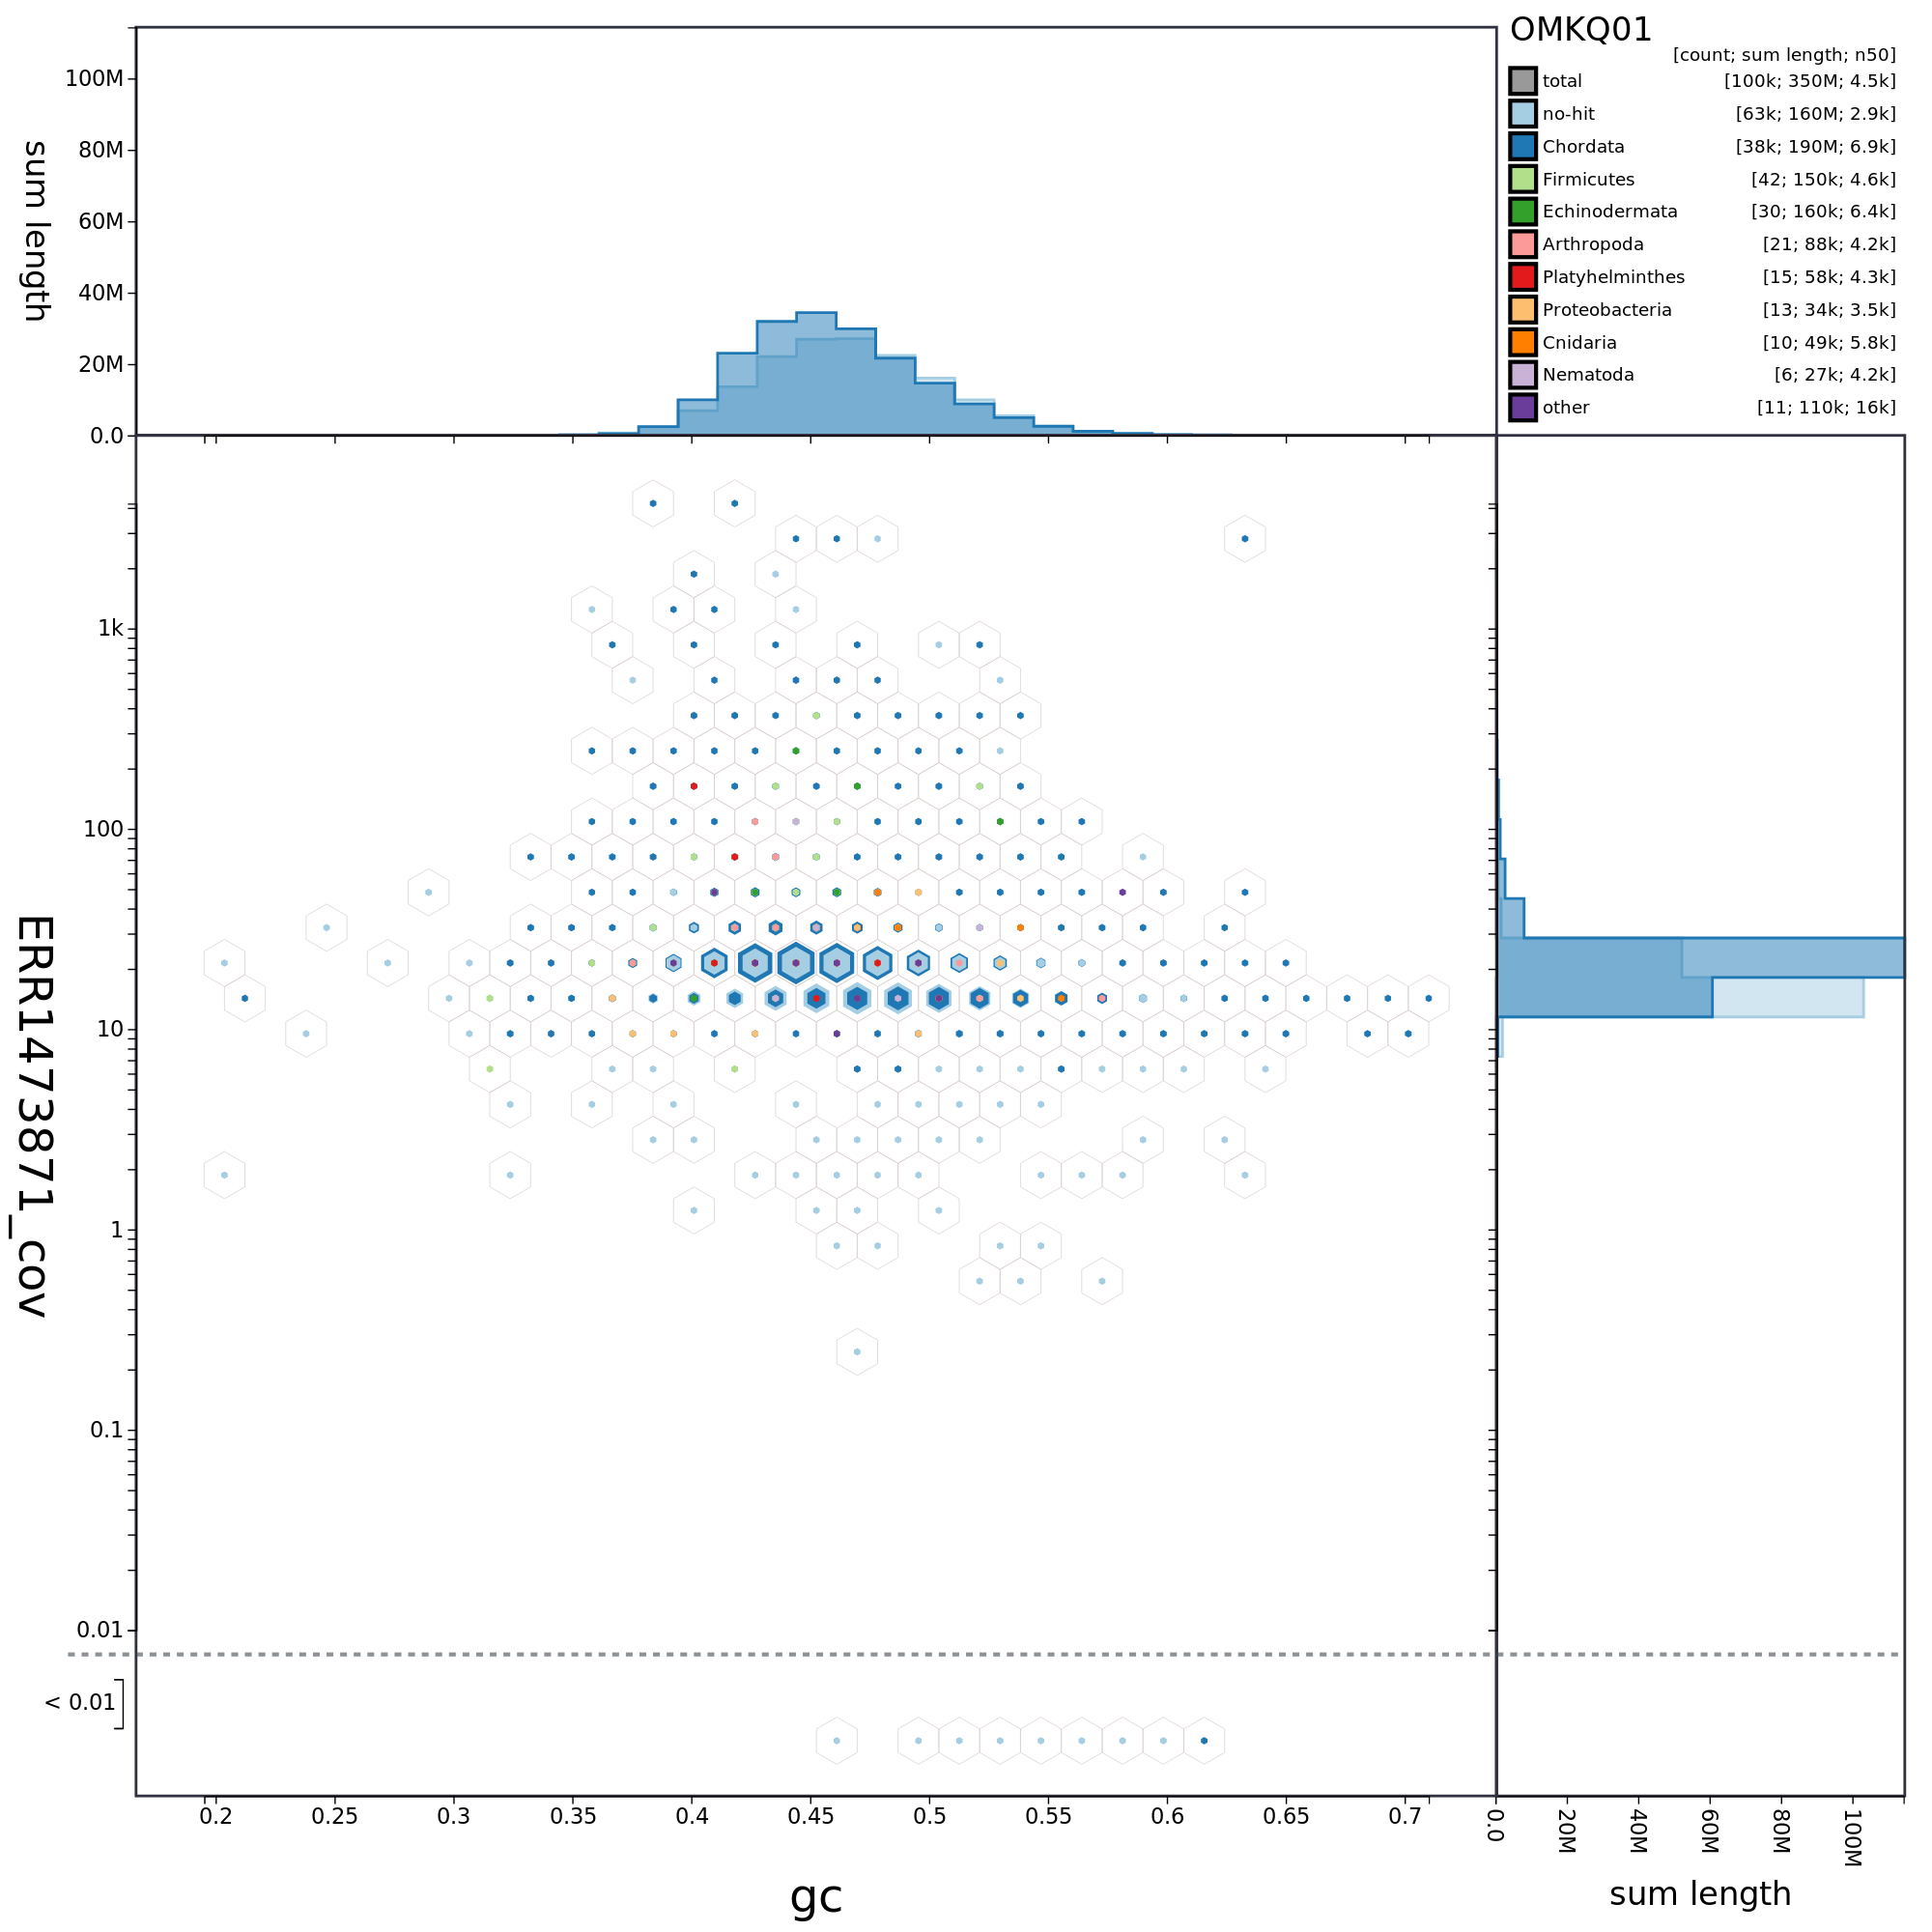 OMKQ01
[count; sum length; n50]
total [100k; 350M; 4.5k]
no-hit [63k; 160M; 2.9k]
Chordata [38k; 190M; 6.9k]
Firmicutes [42; 150k; 4.6k]
Echinodermata [30; 160k; 6.4k]
Arthropoda [21; 88k; 4.2k]
Platyhelminthes [15; 58k; 4.3k]
Proteobacteria [13; 34k; 3.5k]
Cnidaria [10; 49k; 5.8k]
Nematoda [6; 27k; 4.2k]
other [11; 110k; 16k]
sum length
100M
80M
60M
40M
20M
0.0
ERR1473871_cov
1k
100
10
1
0.1
0.01
< 0.01
0.2 0.25 0.3 0.35 0.4 0.45 0.5 0.55 0.6 0.65 0.7
gc
0.0 20M 40M 60M 80M 100M
sum length